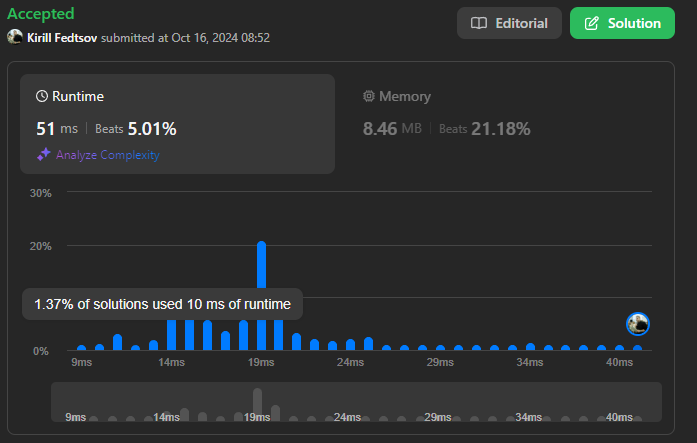 Accepted
Editorial
Solution
Kirill Fedtsov submitted at Oct 16, 2024 08:52
Runtime
Memory
51 ms | Beats 5.01%
8.46 MB | Beats 21.18%
Analyze Complexity
30%
20%
1.37% of solutions used 10 ms of runtime
0%
9ms 14ms 19ms 24ms 29ms 34ms 40ms
9ms 14ms 19ms 24ms 29ms 34ms 40ms